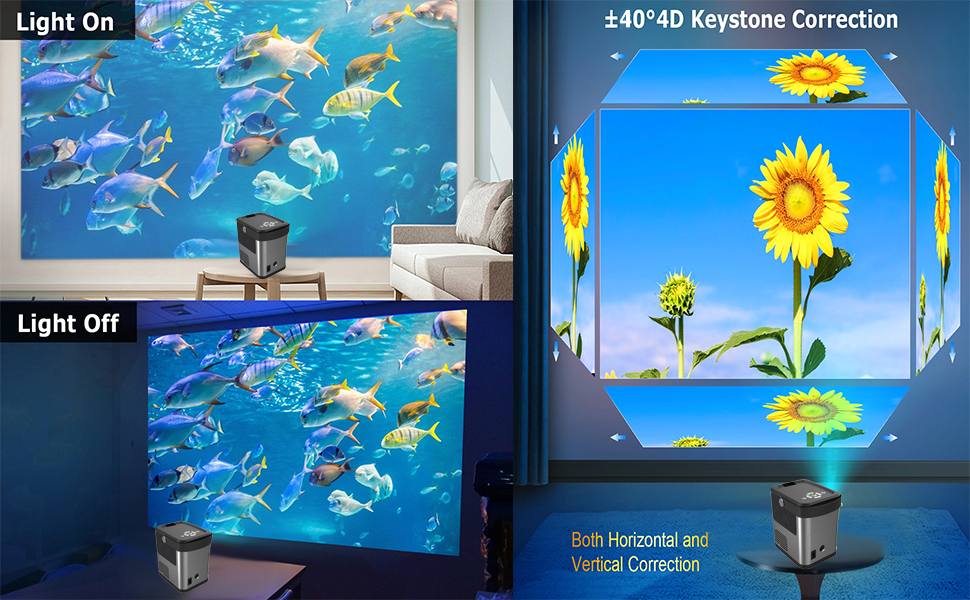 Light On
Light Off
±40°4D Keystone Correction
Both Horizontal and
Vertical Correction